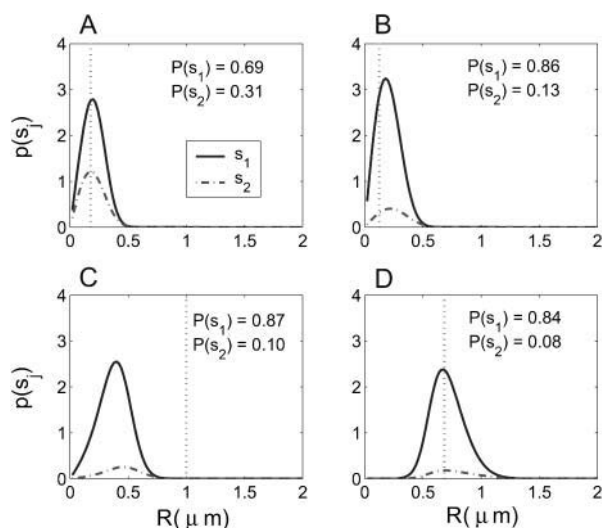 A
B
4
3
2
1
0
p(s_j)
P(s_1) = 0.69
P(s_2) = 0.31
s_1
s_2
0 0.5 1 1.5 2
4
3
2
1
0
P(s_1) = 0.86
P(s_2) = 0.13
0 0.5 1 1.5 2
C
D
4
3
2
1
0
p(s_j)
P(s_1) = 0.87
P(s_2) = 0.10
0 0.5 1 1.5 2
R( μ m)
4
3
2
1
0
P(s_1) = 0.84
P(s_2) = 0.08
0 0.5 1 1.5 2
R( μ m)